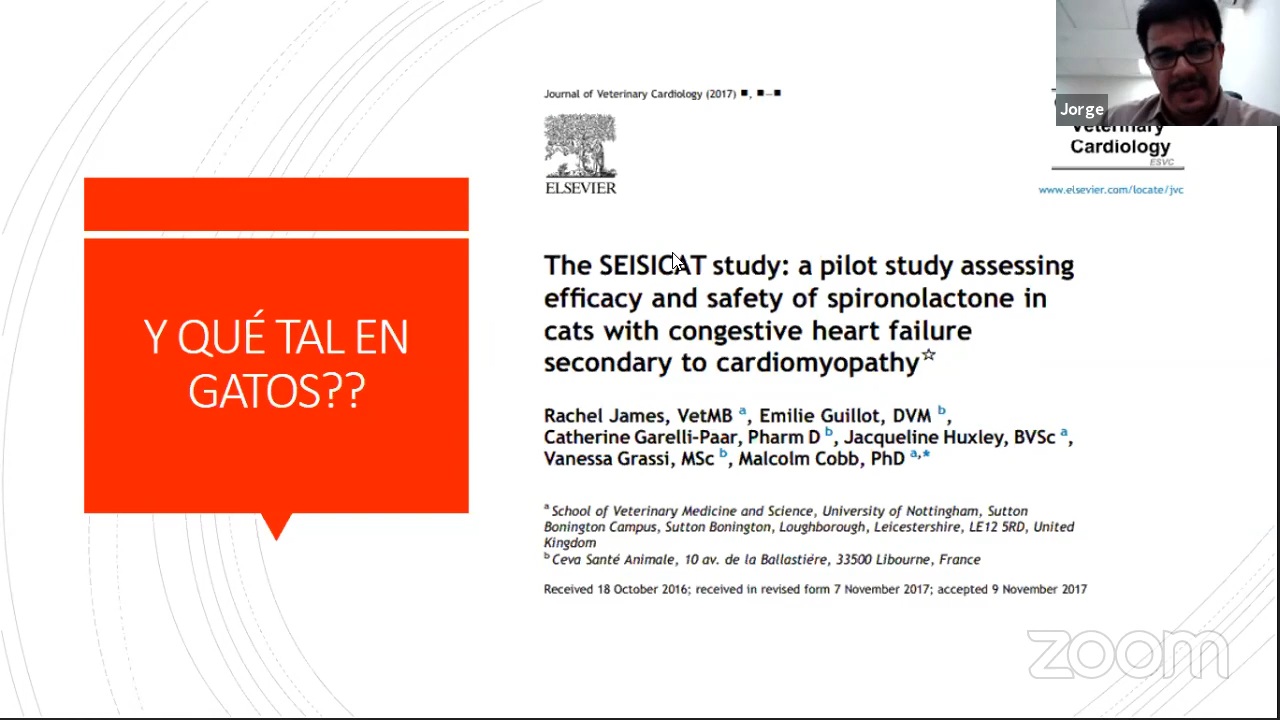 Y QUÉ TAL EN
GATOS??
Journal of Veterinary Cardiology (2017) ■, ■–■
ELSEVIER
Jorge
Veterinary
Cardiology
ESVC
www.elsevier.com/locate/jvc
The SEISICAT study: a pilot study assessing
efficacy and safety of spironolactone in
cats with congestive heart failure
secondary to cardiomyopathy☆
Rachel James, VetMB a, Emilie Guillot, DVM b,
Catherine Garelli-Paar, Pharm D b, Jacqueline Huxley, BVSc a,
Vanessa Grassi, MSc b, Malcolm Cobb, PhD a,*
a School of Veterinary Medicine and Science, University of Nottingham, Sutton
Bonington Campus, Sutton Bonington, Loughborough, Leicestershire, LE12 5RD, United
Kingdom
b Ceva Santé Animale, 10 av. de la Ballastière, 33500 Libourne, France
Received 18 October 2016; received in revised form 7 November 2017; accepted 9 November 2017
zoom